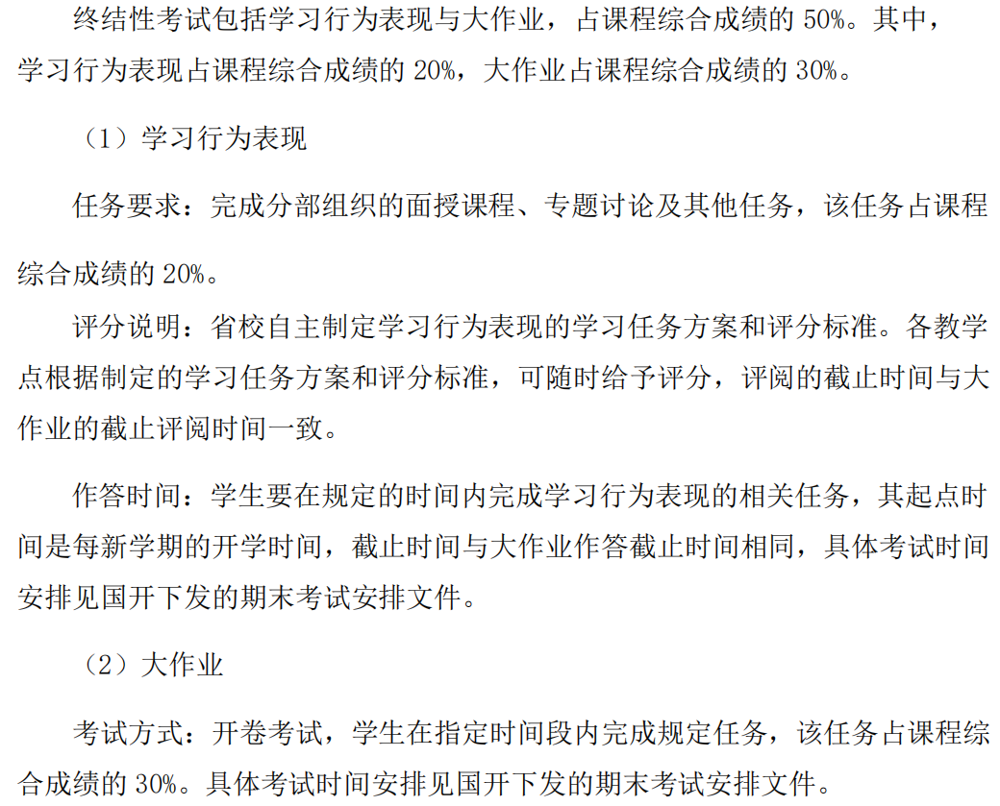 终结性考试包括学习行为表现与大作业，占课程综合成绩的 50%。其中，
学习行为表现占课程综合成绩的 20%，大作业占课程综合成绩的 30%。
（1）学习行为表现
任务要求：完成分部组织的面授课程、专题讨论及其他任务，该任务占课程
综合成绩的 20%。
评分说明：省校自主制定学习行为表现的学习任务方案和评分标准。各教学
点根据制定的学习任务方案和评分标准，可随时给予评分，评阅的截止时间与大
作业的截止评阅时间一致。
作答时间：学生要在规定的时间内完成学习行为表现的相关任务，其起点时
间是每新学期的开学时间，截止时间与大作业作答截止时间相同，具体考试时间
安排见国开下发的期末考试安排文件。
（2）大作业
考试方式：开卷考试，学生在指定时间段内完成规定任务，该任务占课程综
合成绩的 30%。具体考试时间安排见国开下发的期末考试安排文件。